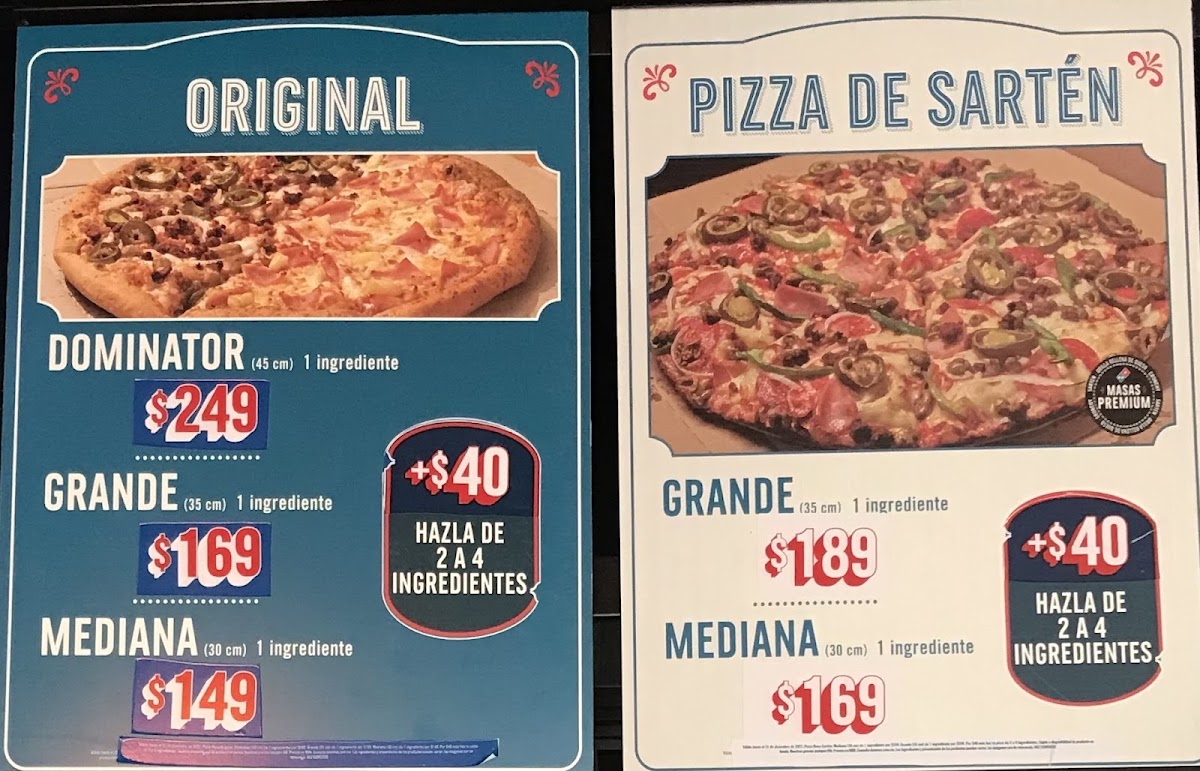 ORIGINAL
DOMINATOR (45 cm) 1 ingrediente
$249
GRANDE (35 cm) 1 ingrediente
$169
MEDIANA (30 cm) 1 ingrediente
$149
+$40
HAZLA DE
2 A 4
INGREDIENTES
PIZZA DE SARTÉN
MASAS
PREMIUM
GRANDE (35 cm) 1 ingrediente
$189
MEDIANA (30 cm) 1 ingrediente
$169
+$40
HAZLA DE
2 A 4
INGREDIENTES